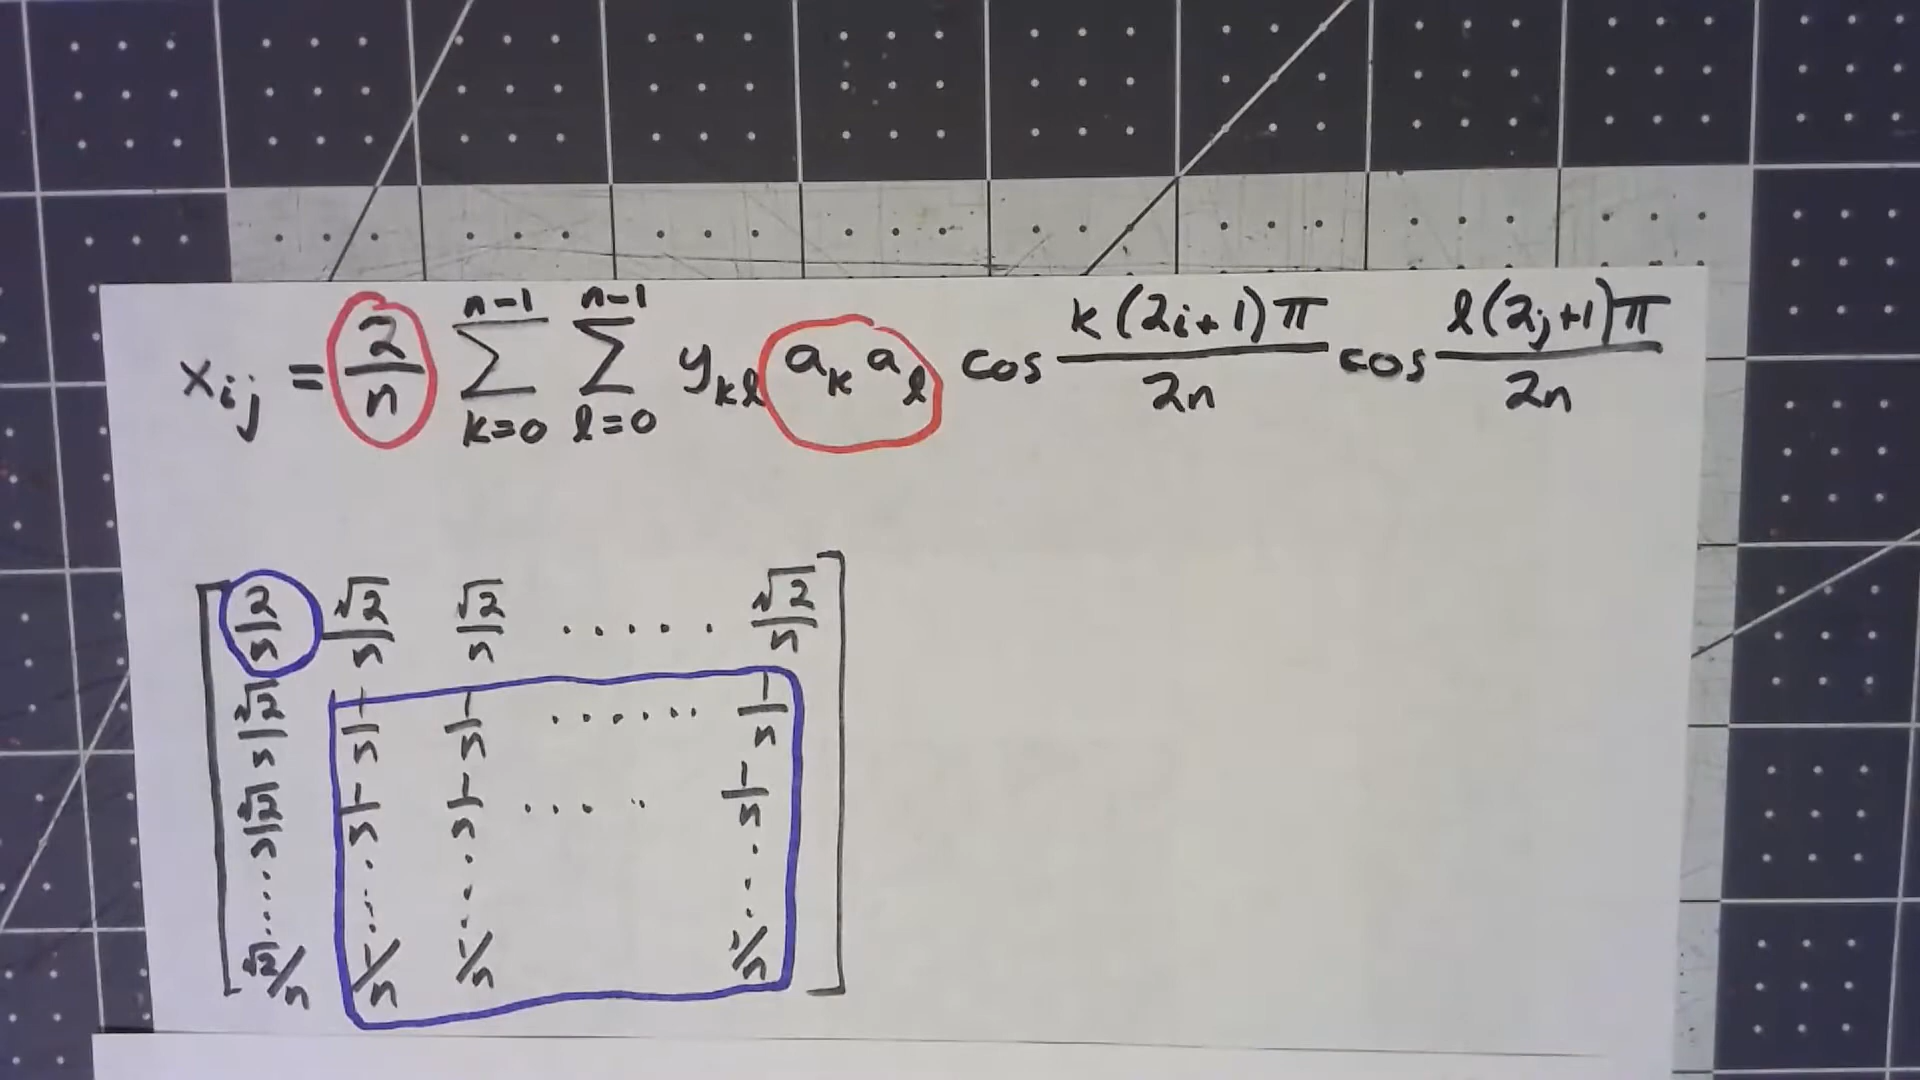 x_ij = 2/n Σ_{k=0}^{n-1} Σ_{l=0}^{n-1} y_kl a_k a_l cos k(2i+1)π/2n cos l(2j+1)π/2n
[ 2/n √2/n √2/n ..... √2/n ]
√2/n 1/n 1/n ...... 1/n
√2/n 1/n 1/n ..... 1/n
⋮ ⋮ ⋮ ⋮
√2/n 1/n 1/n 1/n